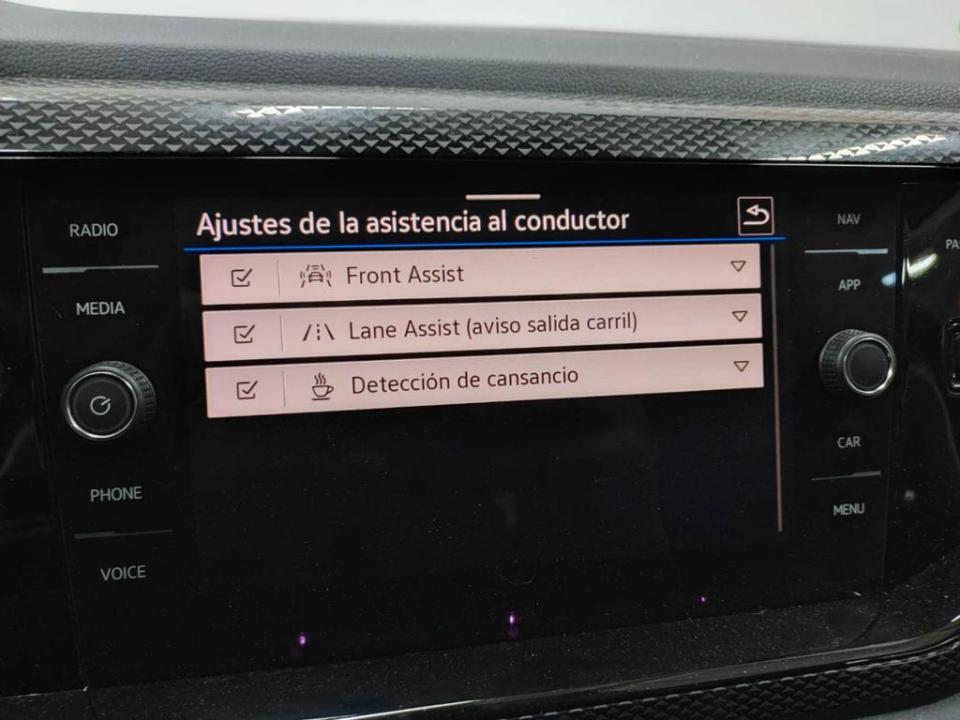 RADIO
MEDIA
PHONE
VOICE
Ajustes de la asistencia al conductor
Front Assist
Lane Assist (aviso salida carril)
Detección de cansancio
NAV
APP
CAR
MENU